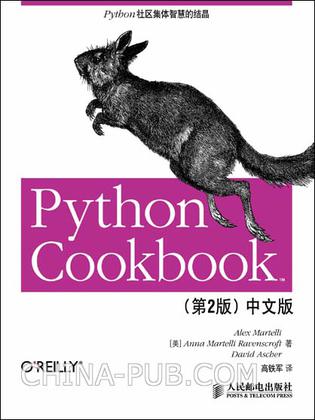 Python社区集体智慧的结晶
Python
Cookbook™
(第2版)中文版
Alex Martelli
[美] Anna Martelli Ravenscroft 著
David Ascher
高铁军 译
O'REILLY®
CHINA-PUB.COM
人民邮电出版社
POSTS & TELECOM PRESS